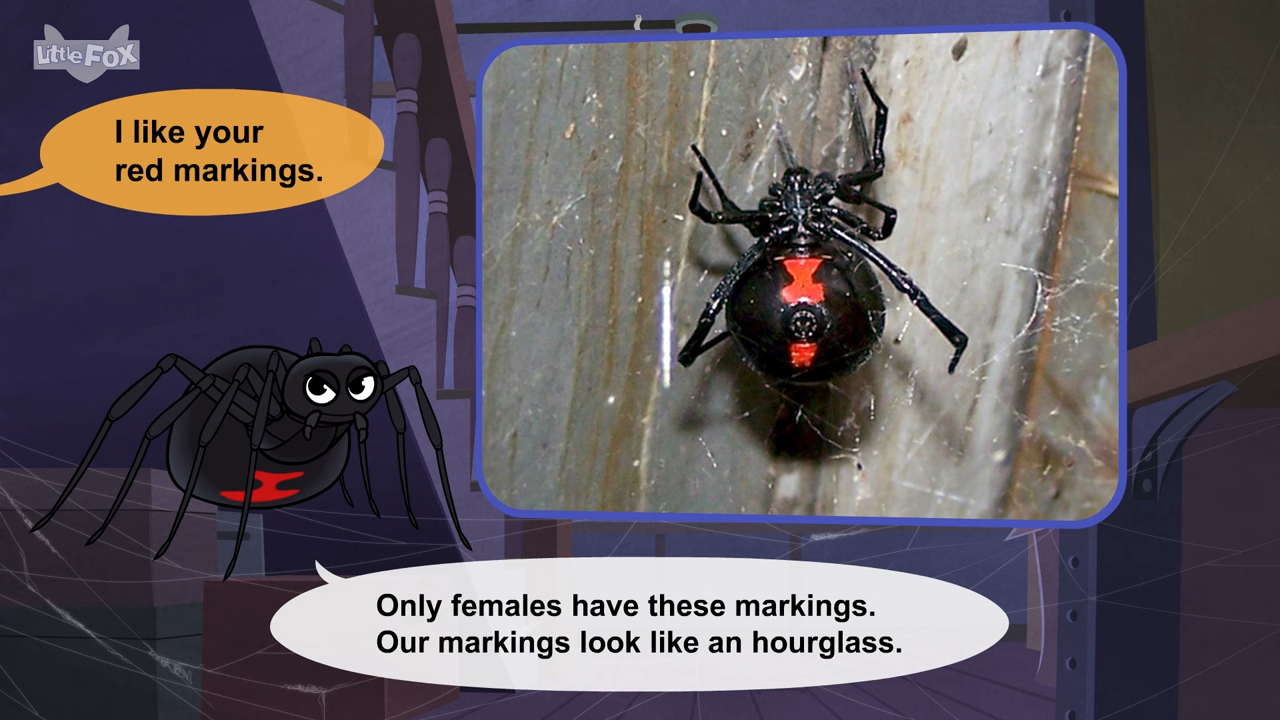 Little Fox
I like your
red markings.
Only females have these markings.
Our markings look like an hourglass.